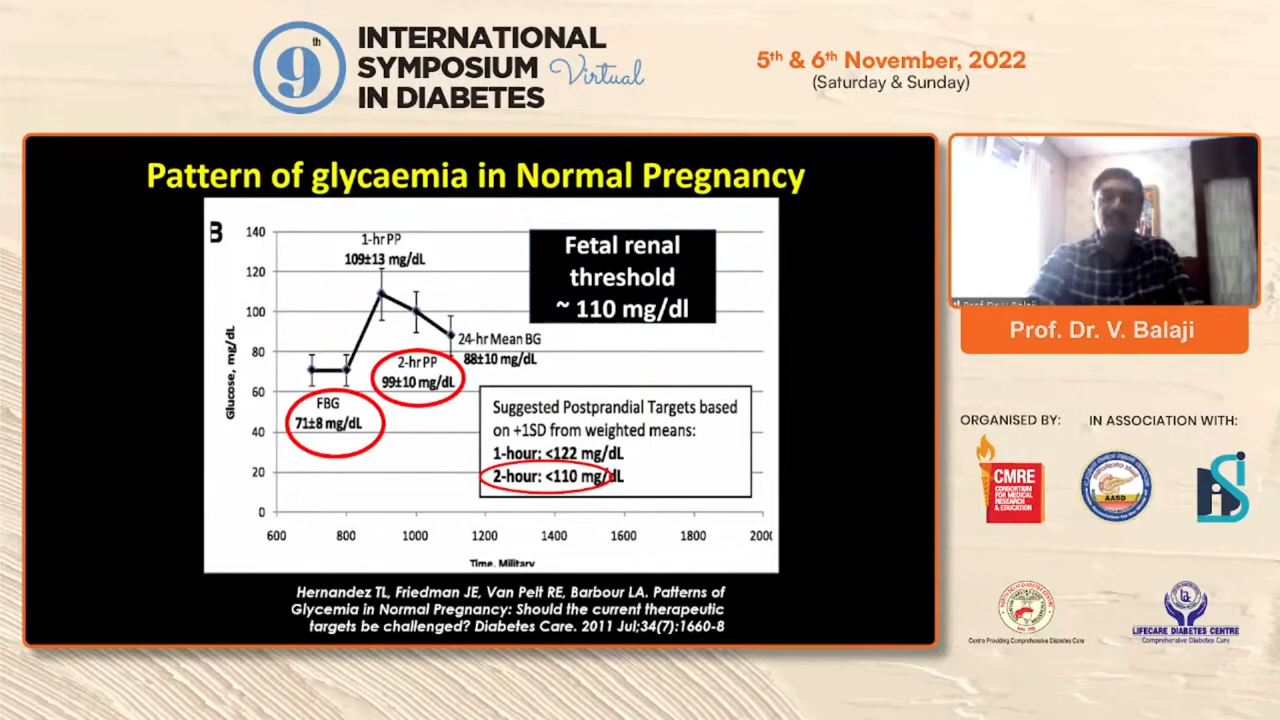 9th
INTERNATIONAL
SYMPOSIUM Virtual
IN DIABETES
5th & 6th November, 2022
(Saturday & Sunday)
Pattern of glycaemia in Normal Pregnancy
B
140
120
100
80
60
40
20
0
Glucose, mg/dL
1-hr PP
109±13 mg/dL
Fetal renal
threshold
~ 110 mg/dl
24-hr Mean BG
88±10 mg/dL
2-hr PP
99±10 mg/dL
FBG
71±8 mg/dL
Suggested Postprandial Targets based
on +1SD from weighted means:
1-hour: <122 mg/dL
2-hour: <110 mg/dL
600 800 1000 1200 1400 1600 1800 200
Time, Military
Hernandez TL, Friedman JE, Van Pelt RE, Barbour LA. Patterns of
Glycemia in Normal Pregnancy: Should the current therapeutic
targets be challenged? Diabetes Care. 2011 Jul;34(7):1660-8
Prof. Dr. V. Balaji
ORGANISED BY:
IN ASSOCIATION WITH:
CMRE
CONSORTIUM
FOR MEDICAL
RESEARCH
& EDUCATION
AASD
Centre Providing Comprehensive Diabetes Care
LIFECARE DIABETES CENTRE
Comprehensive Diabetes Care